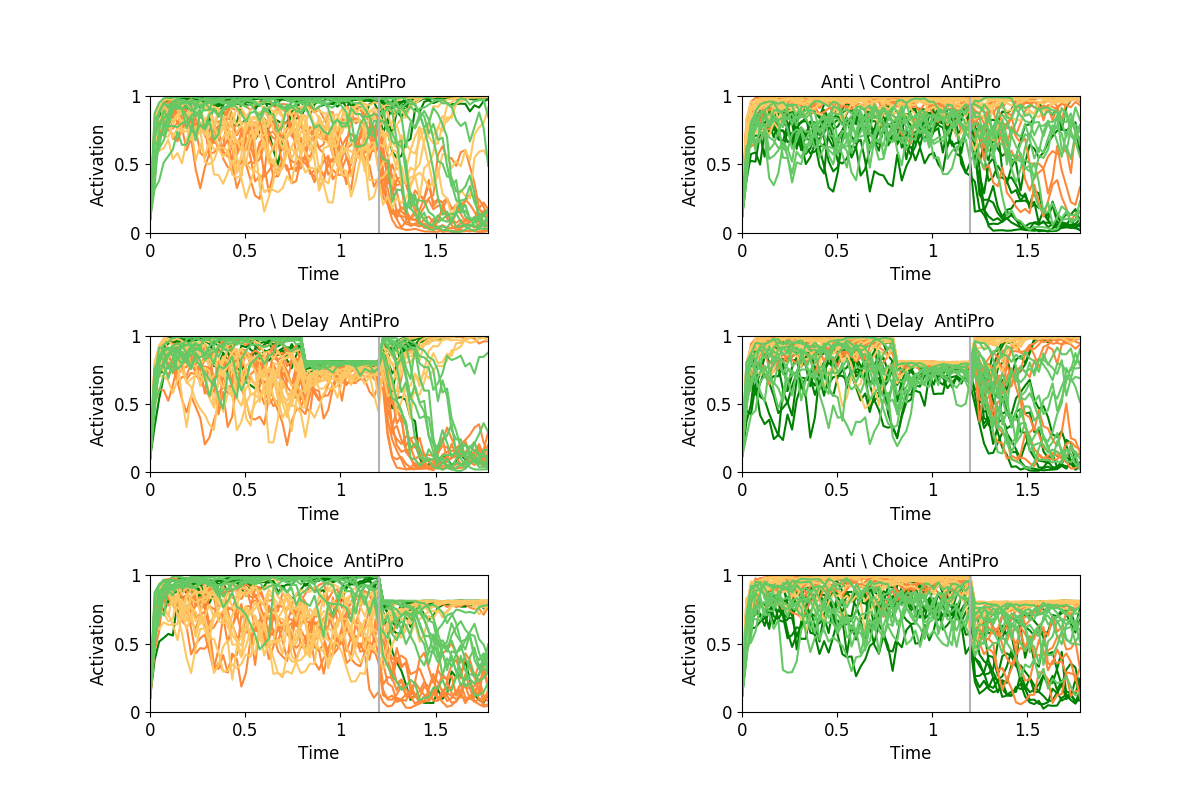 Pro \ Control  AntiPro
1
0.5
0
Activation
0 0.5 1 1.5
Time
Anti \ Control  AntiPro
1
0.5
0
Activation
0 0.5 1 1.5
Time
Pro \ Delay  AntiPro
1
0.5
0
Activation
0 0.5 1 1.5
Time
Anti \ Delay  AntiPro
1
0.5
0
Activation
0 0.5 1 1.5
Time
Pro \ Choice  AntiPro
1
0.5
0
Activation
0 0.5 1 1.5
Time
Anti \ Choice  AntiPro
1
0.5
0
Activation
0 0.5 1 1.5
Time